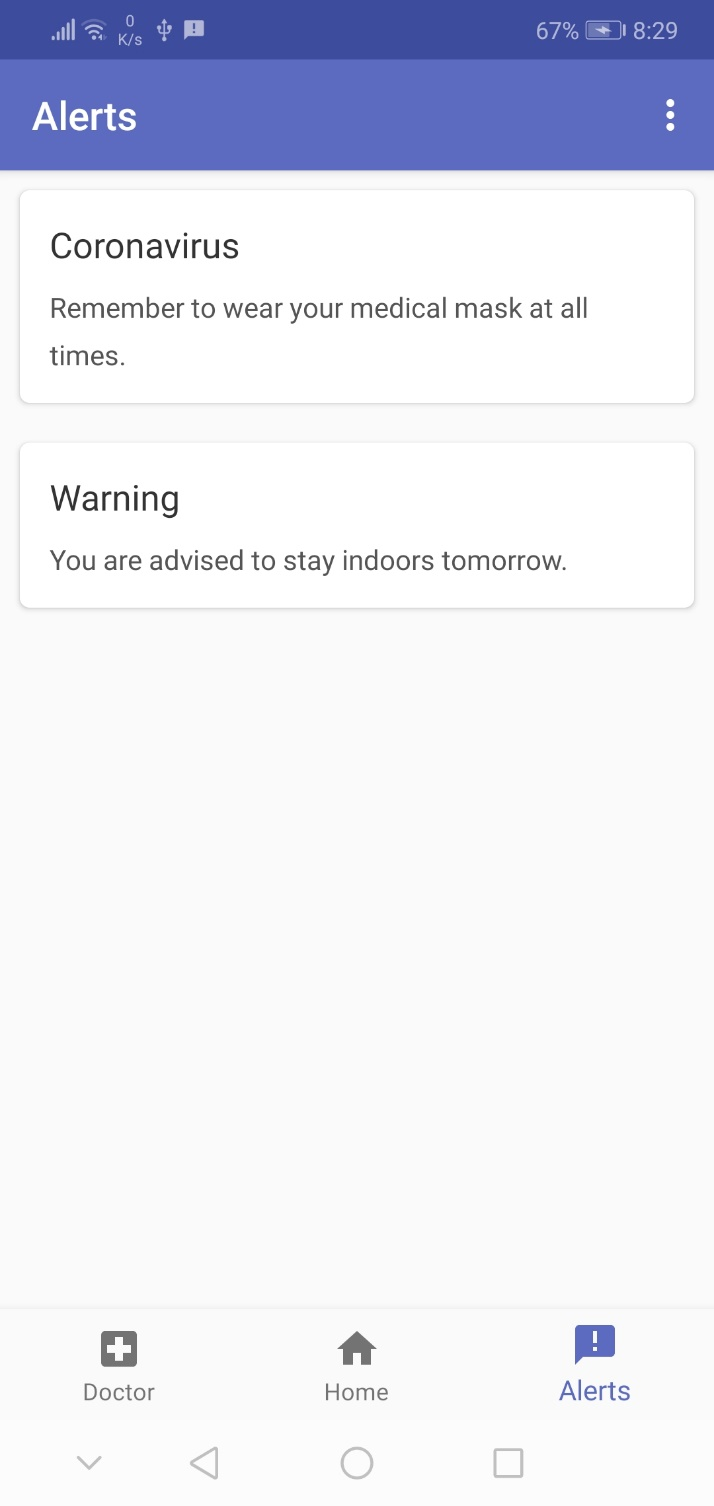 0
K/s
67%
8:29
Alerts
Coronavirus
Remember to wear your medical mask at all
times.
Warning
You are advised to stay indoors tomorrow.
Doctor
Home
Alerts